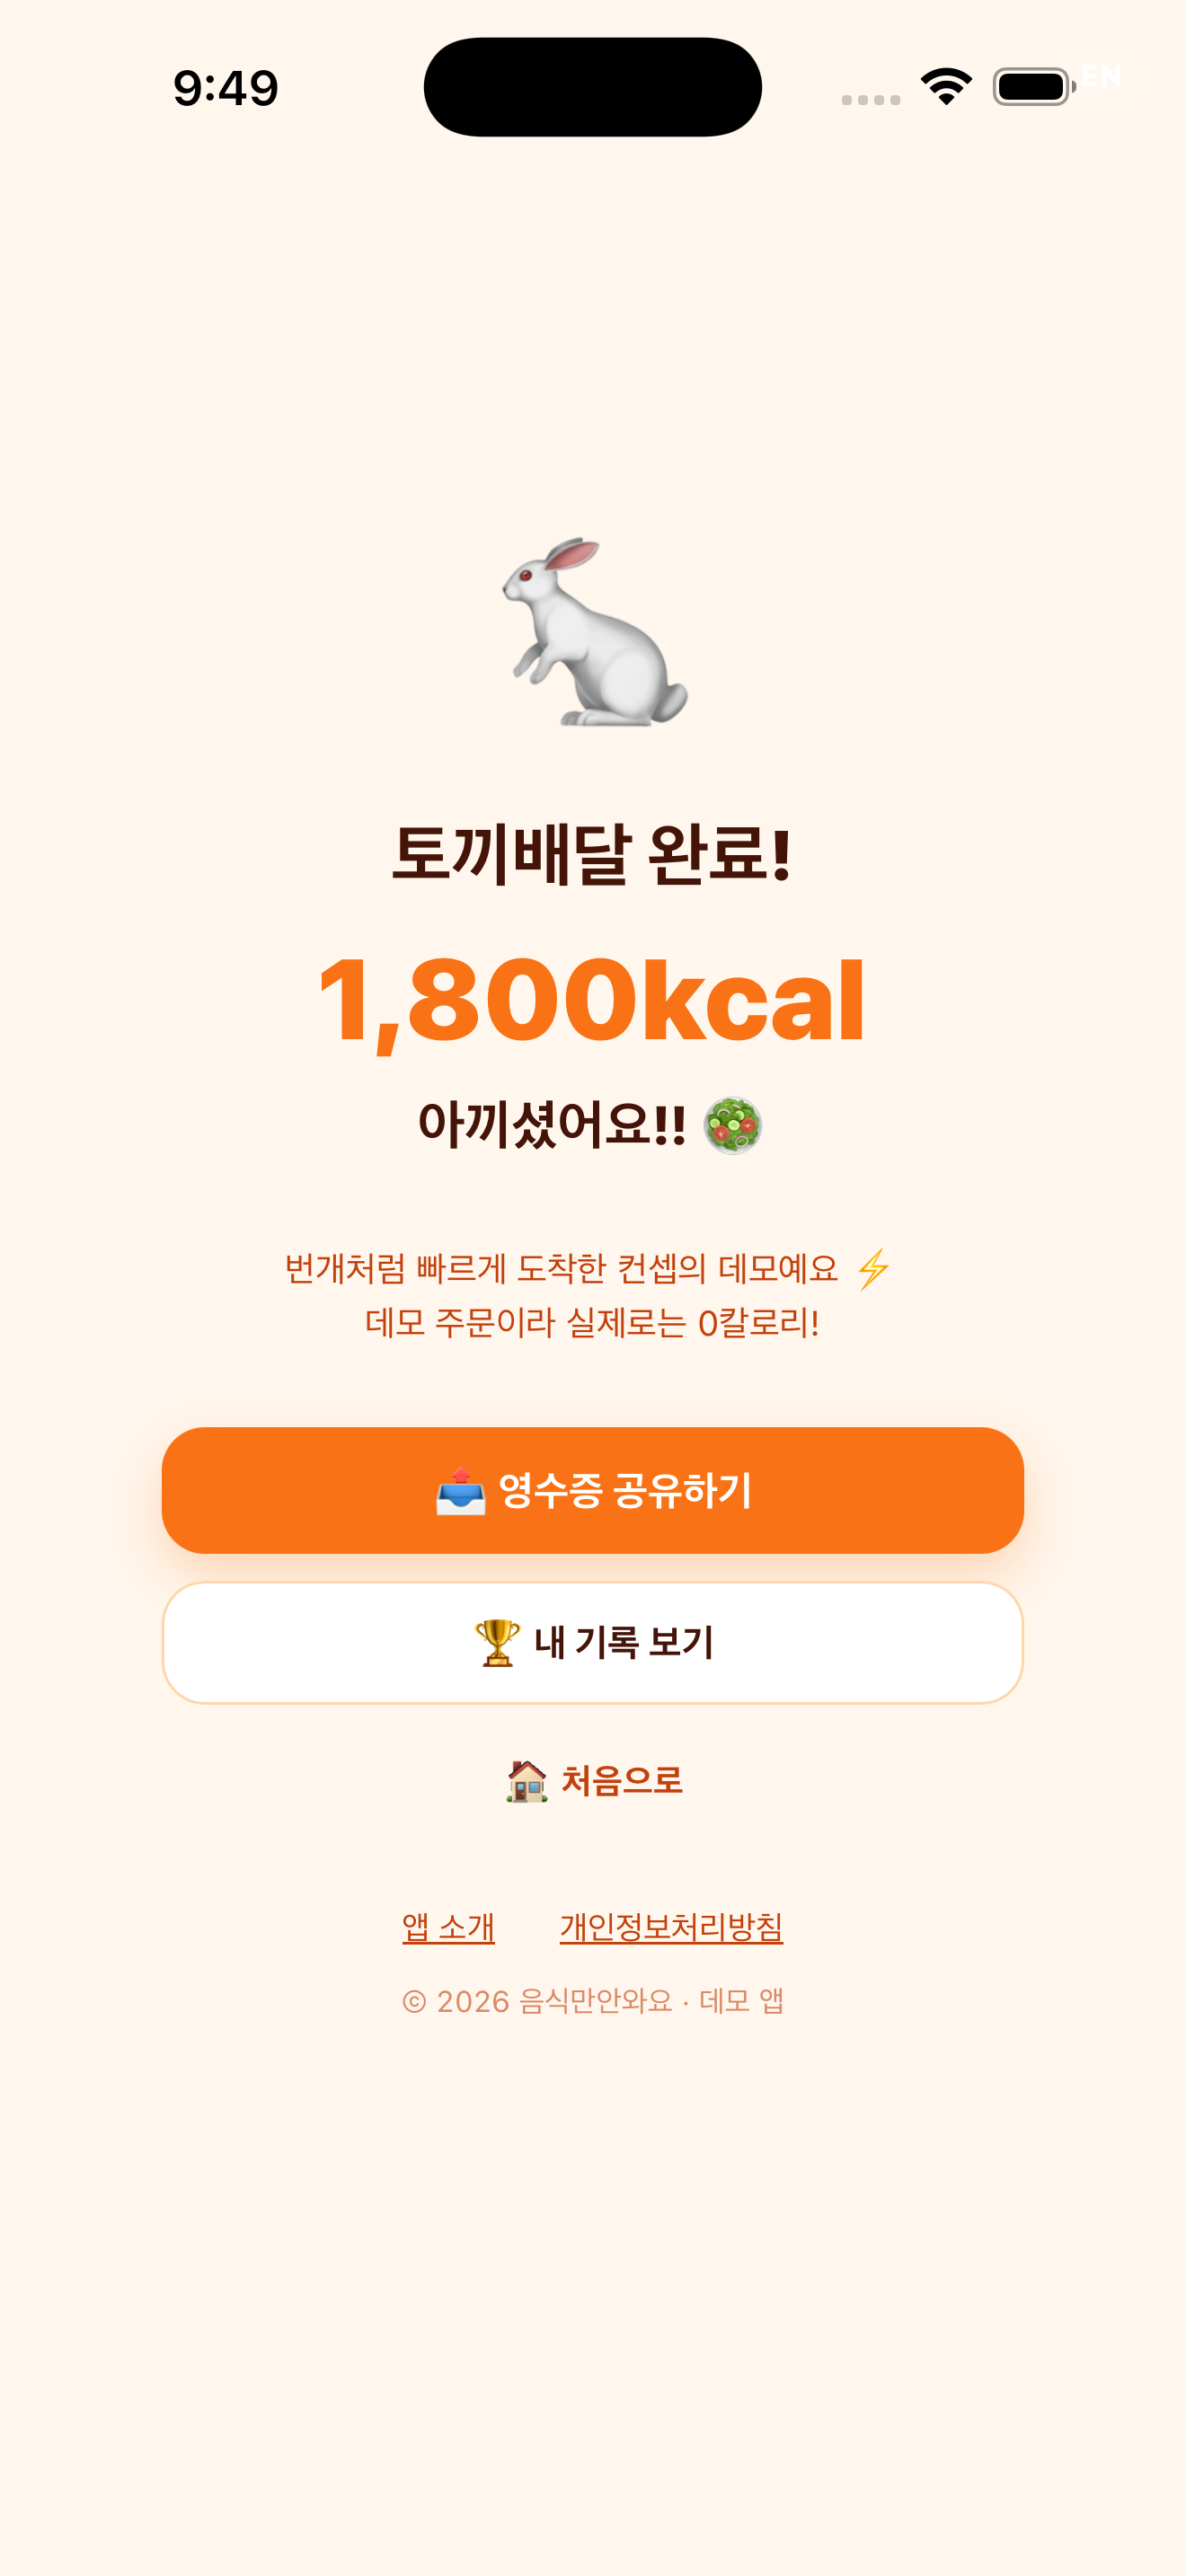 9:49
EN
토끼배달 완료!
1,800kcal
아끼셨어요!! 🥗
번개처럼 빠르게 도착한 컨셉의 데모예요 ⚡
데모 주문이라 실제로는 0칼로리!
📤 영수증 공유하기
🏆 내 기록 보기
🏠 처음으로
앱 소개 개인정보처리방침
© 2026 음식만안와요 · 데모 앱